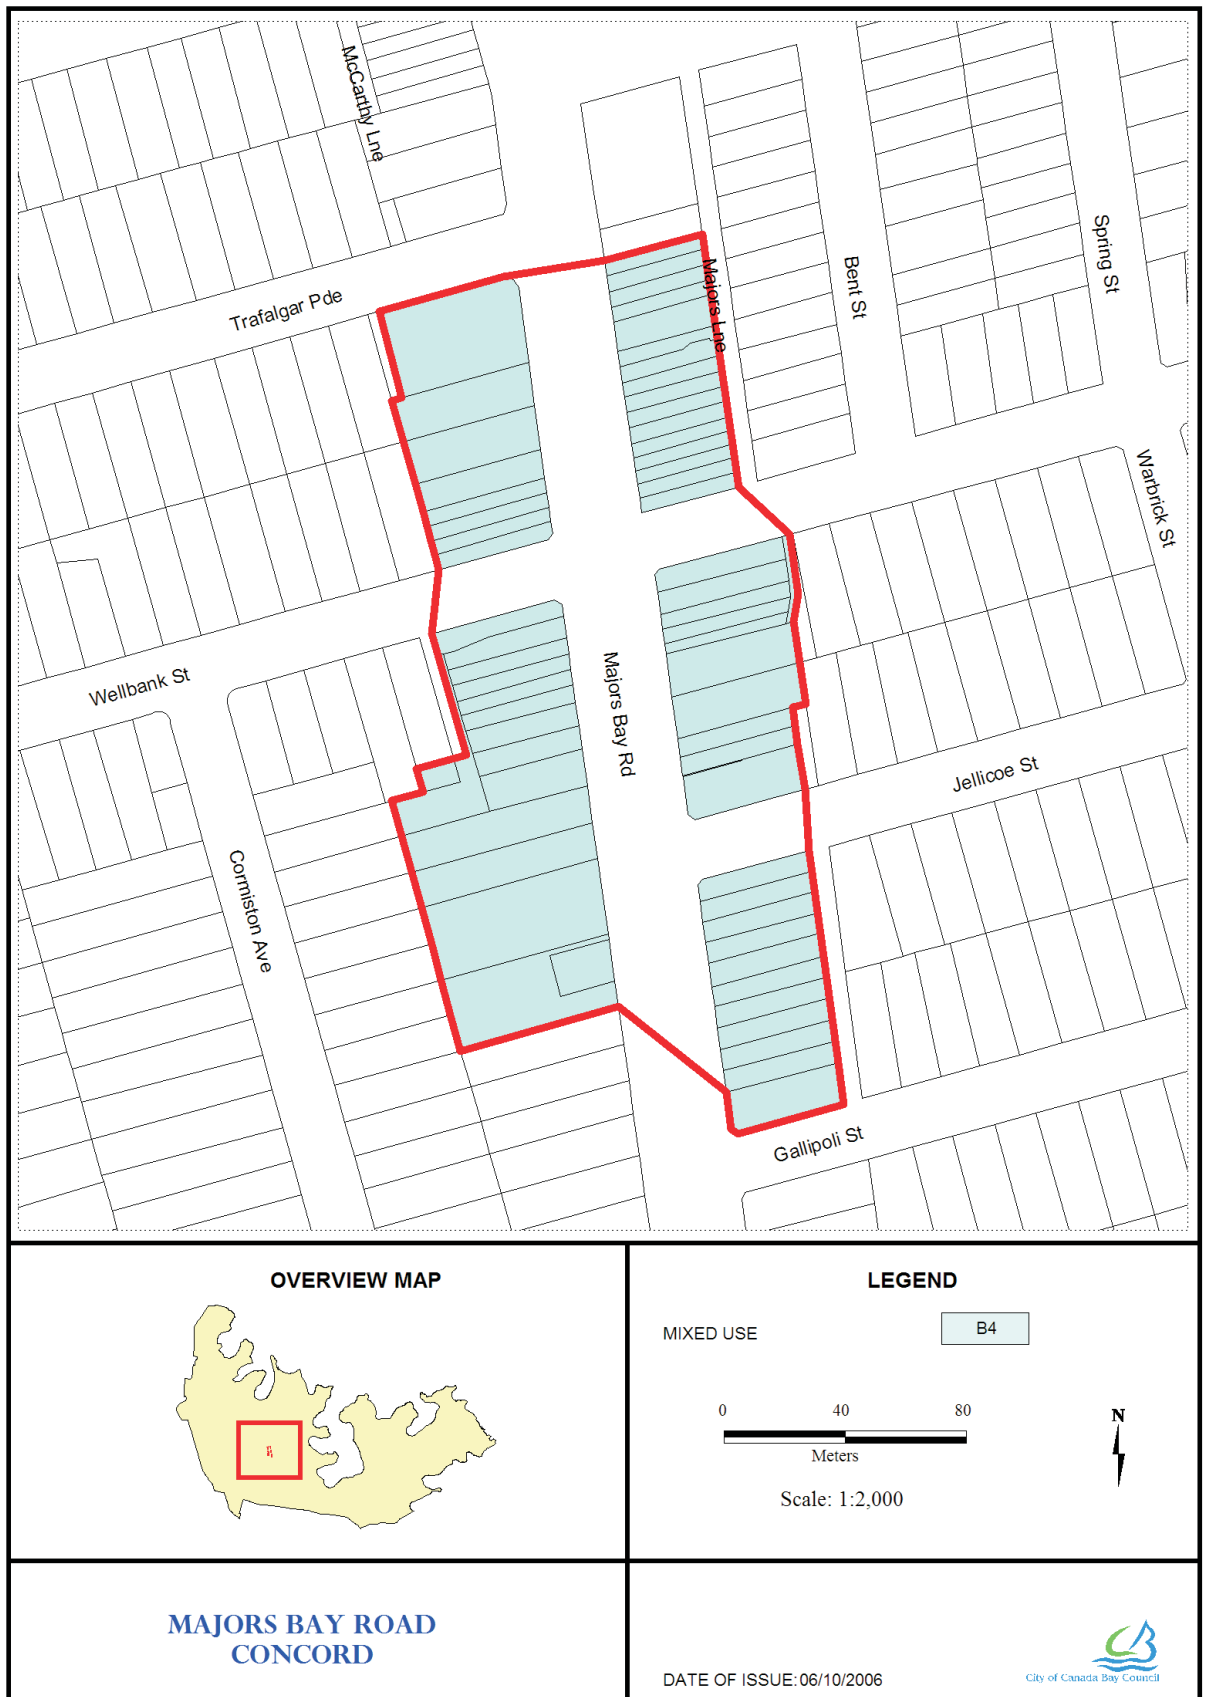 McCarthy Lne
Trafalgar Pde
Majors Lne
Bent St
Spring St
Warbrick St
Wellbank St
Majors Bay Rd
Jellicoe St
Cormiston Ave
Gallipoli St
OVERVIEW MAP
LEGEND
MIXED USE
B4
0 40 80
Meters
N
Scale: 1:2,000
MAJORS BAY ROAD
CONCORD
DATE OF ISSUE: 06/10/2006
City of Canada Bay Council